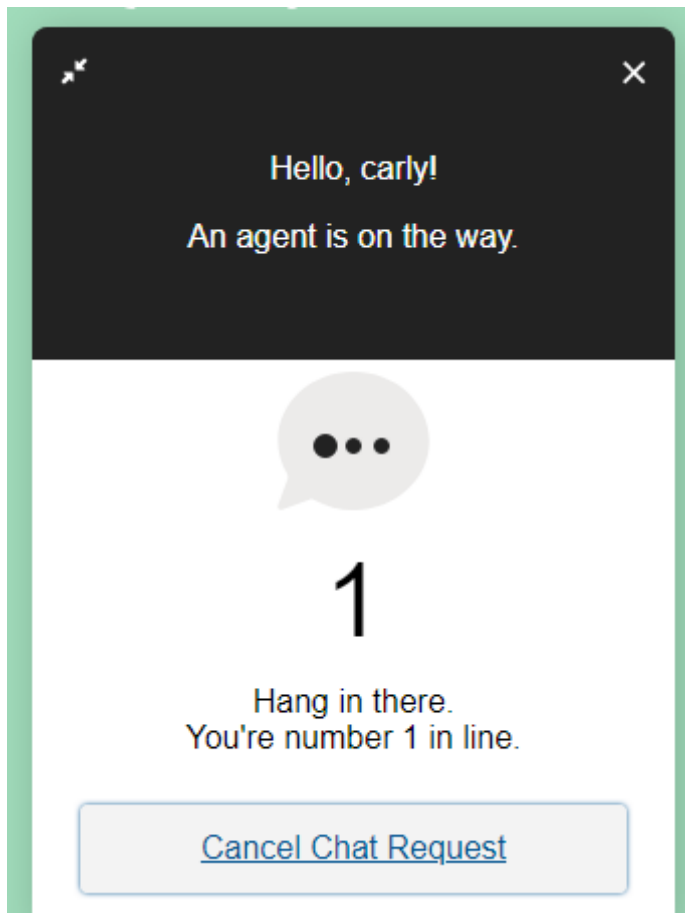 Hello, carly!
An agent is on the way.
1
Hang in there.
You're number 1 in line.
Cancel Chat Request